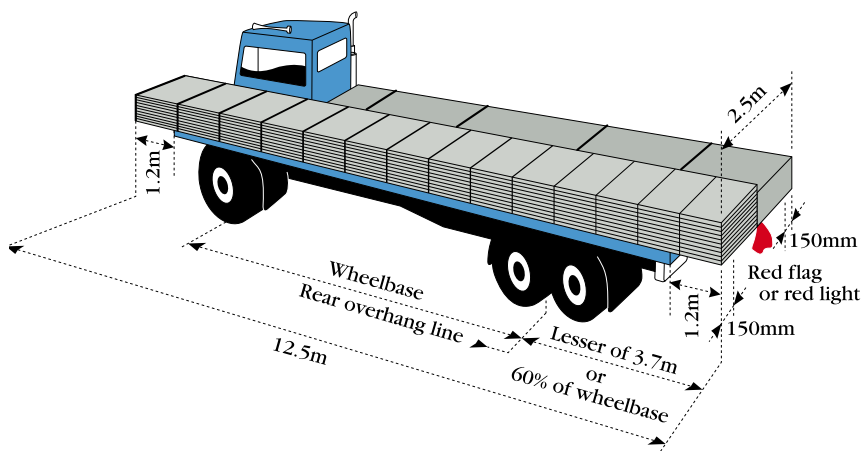 2.5m
1.2m
150mm
Red flag
or red light
Wheelbase
Rear overhang line
1.2m
150mm
12.5m
Lesser of 3.7m
or
60% of wheelbase